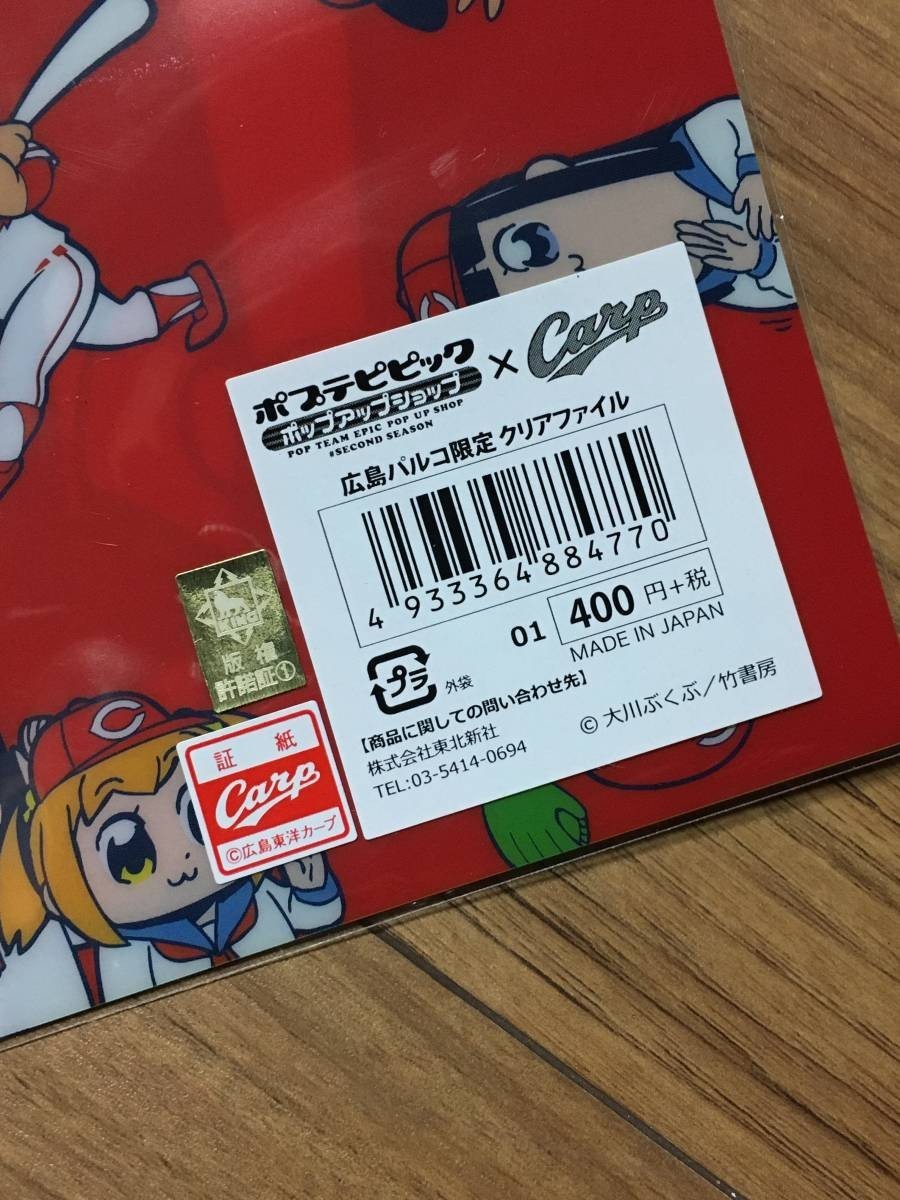 ポプテピピック
ポップアップショップ
POP TEAM EPIC POP UP SHOP
#SECOND SEASON
×
Carp
広島パルコ限定 クリアファイル
4 933364 884770
01
400 円+税
MADE IN JAPAN
プラ
外袋
【商品に関しての問い合わせ先】
株式会社東北新社
TEL:03-5414-0694
© 大川ぶくぶ/竹書房
KING
版権
許諾証①
証紙
Carp
©広島東洋カープ
C